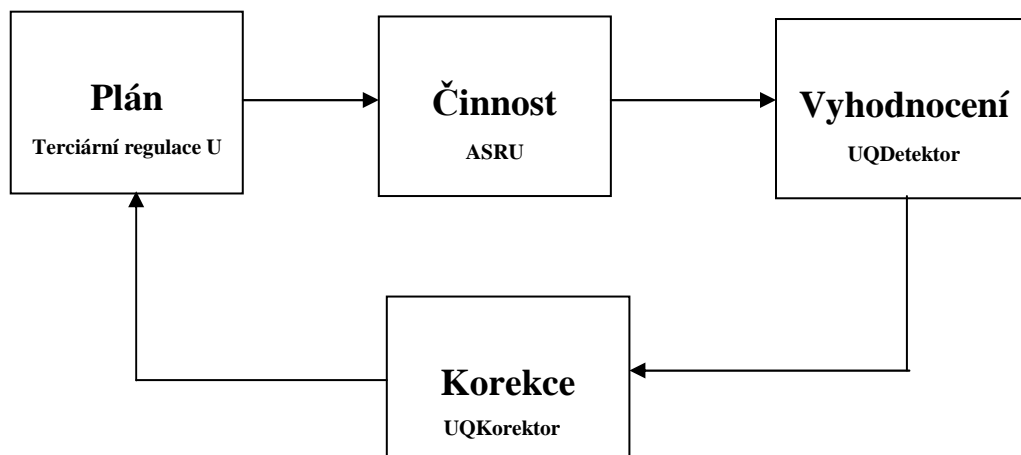 Plán
Terciární regulace U
Činnost
ASRU
Vyhodnocení
UQDetektor
Korekce
UQKorektor